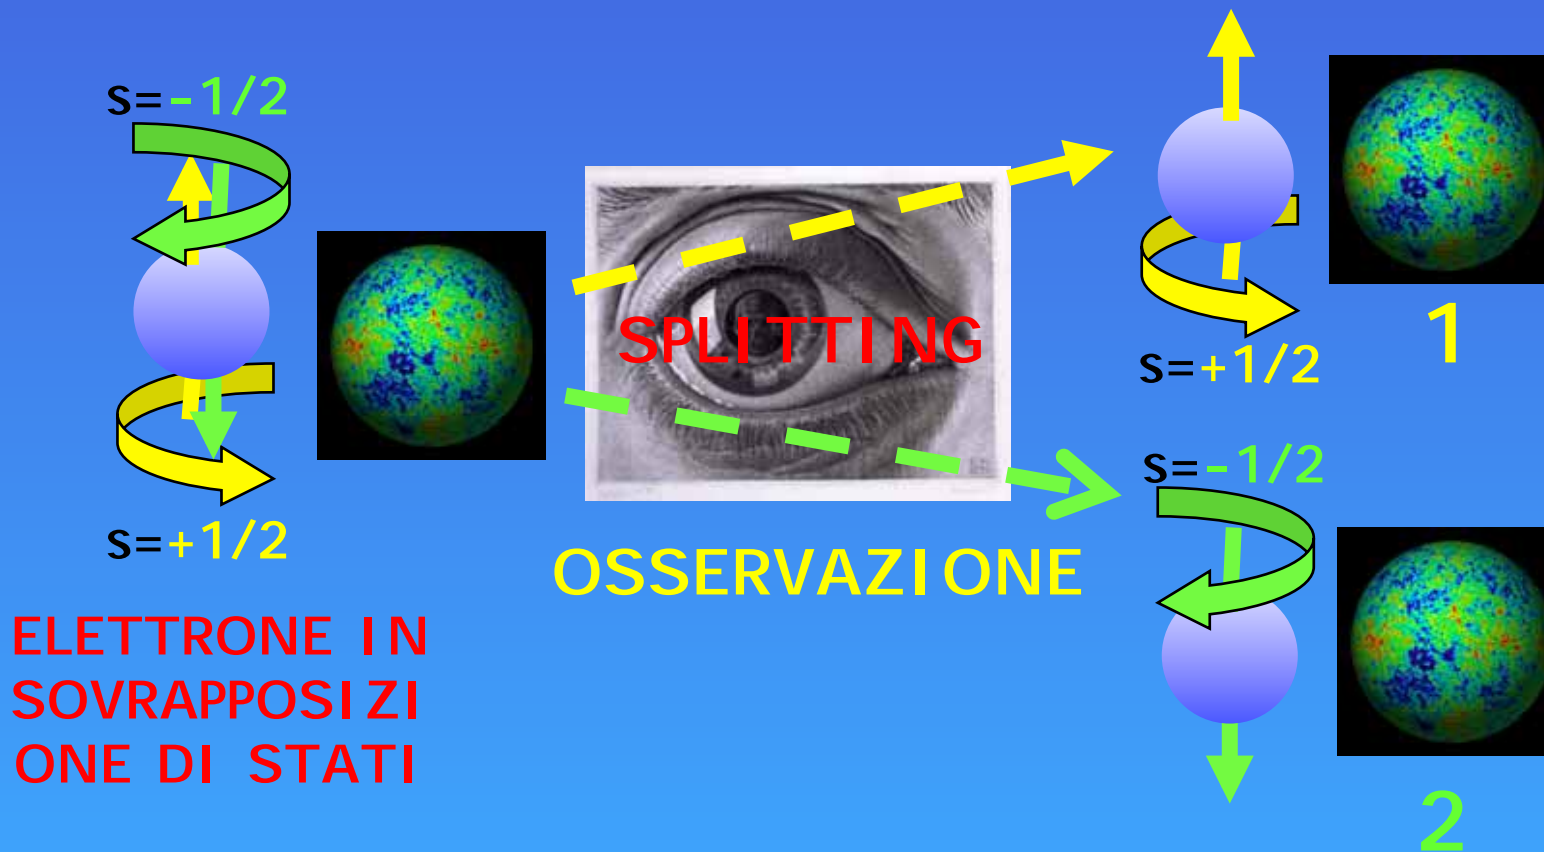 s=-1/2
s=+1/2
ELETTRONE IN
SOVRAPPOSIZI
ONE DI STATI
SPLITTING
OSSERVAZIONE
s=+1/2
1
s=-1/2
2